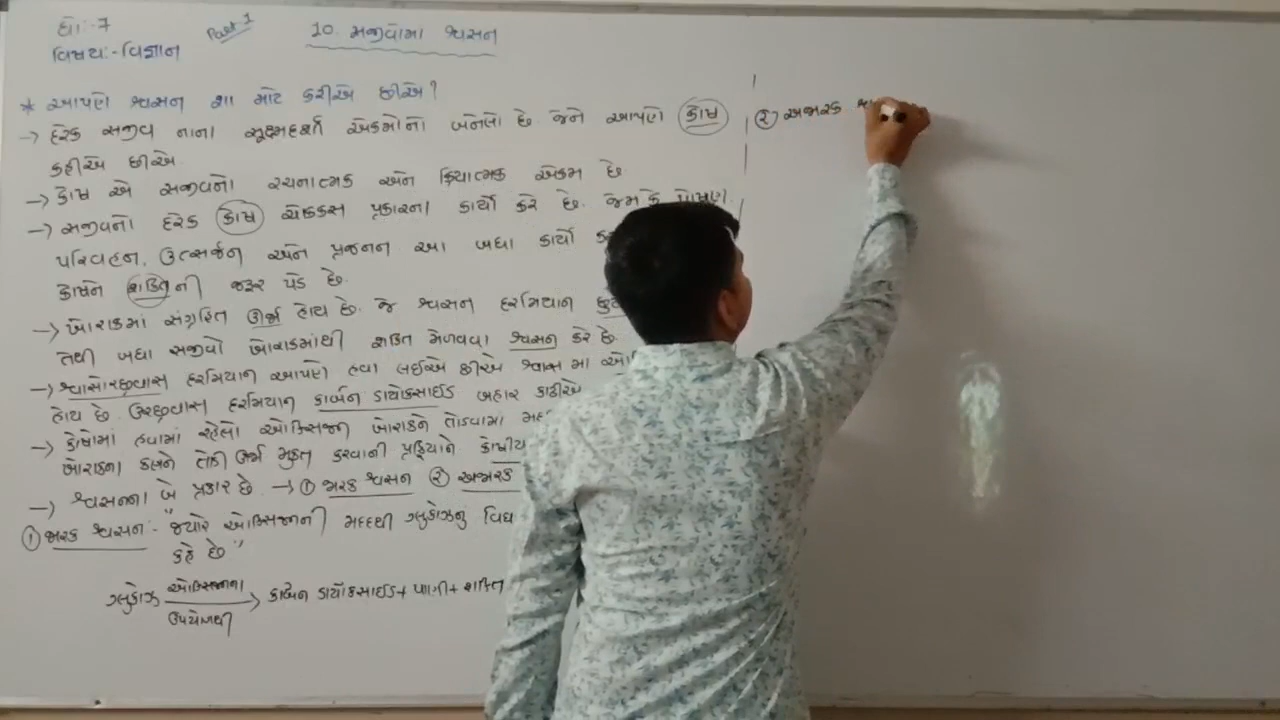 ધો:-7
Part-1
10. સજીવોમાં શ્વસન
વિષય:-વિજ્ઞાન
* આપણે શ્વસન શા માટે કરીએ છીએ?
→ દરેક સજીવ નાના સૂક્ષ્મદર્શી એકમોનો બનેલો છે જેને આપણે કોષ
કહીએ છીએ.
→ કોષ એ સજીવનો રચનાત્મક અને ક્રિયાત્મક એકમ છે
→ સજીવનો દરેક કોષ ચોક્કસ પ્રકારના કાર્યો કરે છે. જેમ કે પોષણ.
પરિવહન, ઉત્સર્જન અને પ્રજનન આ બધા કાર્યો
કોષને શક્તિની જરૂર પડે છે.
→ ખોરાકમાં સંગ્રહિત ઊર્જા હોય છે. જે શ્વસન દરમિયાન
તેથી બધા સજીવો ખોરાકમાંથી શક્તિ મેળવવા શ્વસન કરે છે.
→ શ્વાસોચ્છવાસ દરમિયાન આપણે હવા લઈએ છીએ શ્વાસ માં
હોય છે. ઉચ્છવાસ દરમિયાન કાર્બન ડાયોક્સાઈડ બહાર કાઢીએ
→ કોષોમાં હવામાં રહેલો ઓક્સિજન ખોરાકને તોડવામાં
ખોરાકના કણને તોડી ઊર્જા મુક્ત કરવાની પ્રક્રિયાને કોષીય
→ શ્વસનના બે પ્રકાર છે → ① જારક શ્વસન ② અજારક
① જારક શ્વસન:- "જ્યારે ઓક્સિજનની મદદથી ગ્લુકોઝનું
કહે છે"
ગ્લુકોઝ ઓક્સિજનના ઉપયોગથી → કાર્બન ડાયોક્સાઈડ + પાણી + શક્તિ
② અજારક